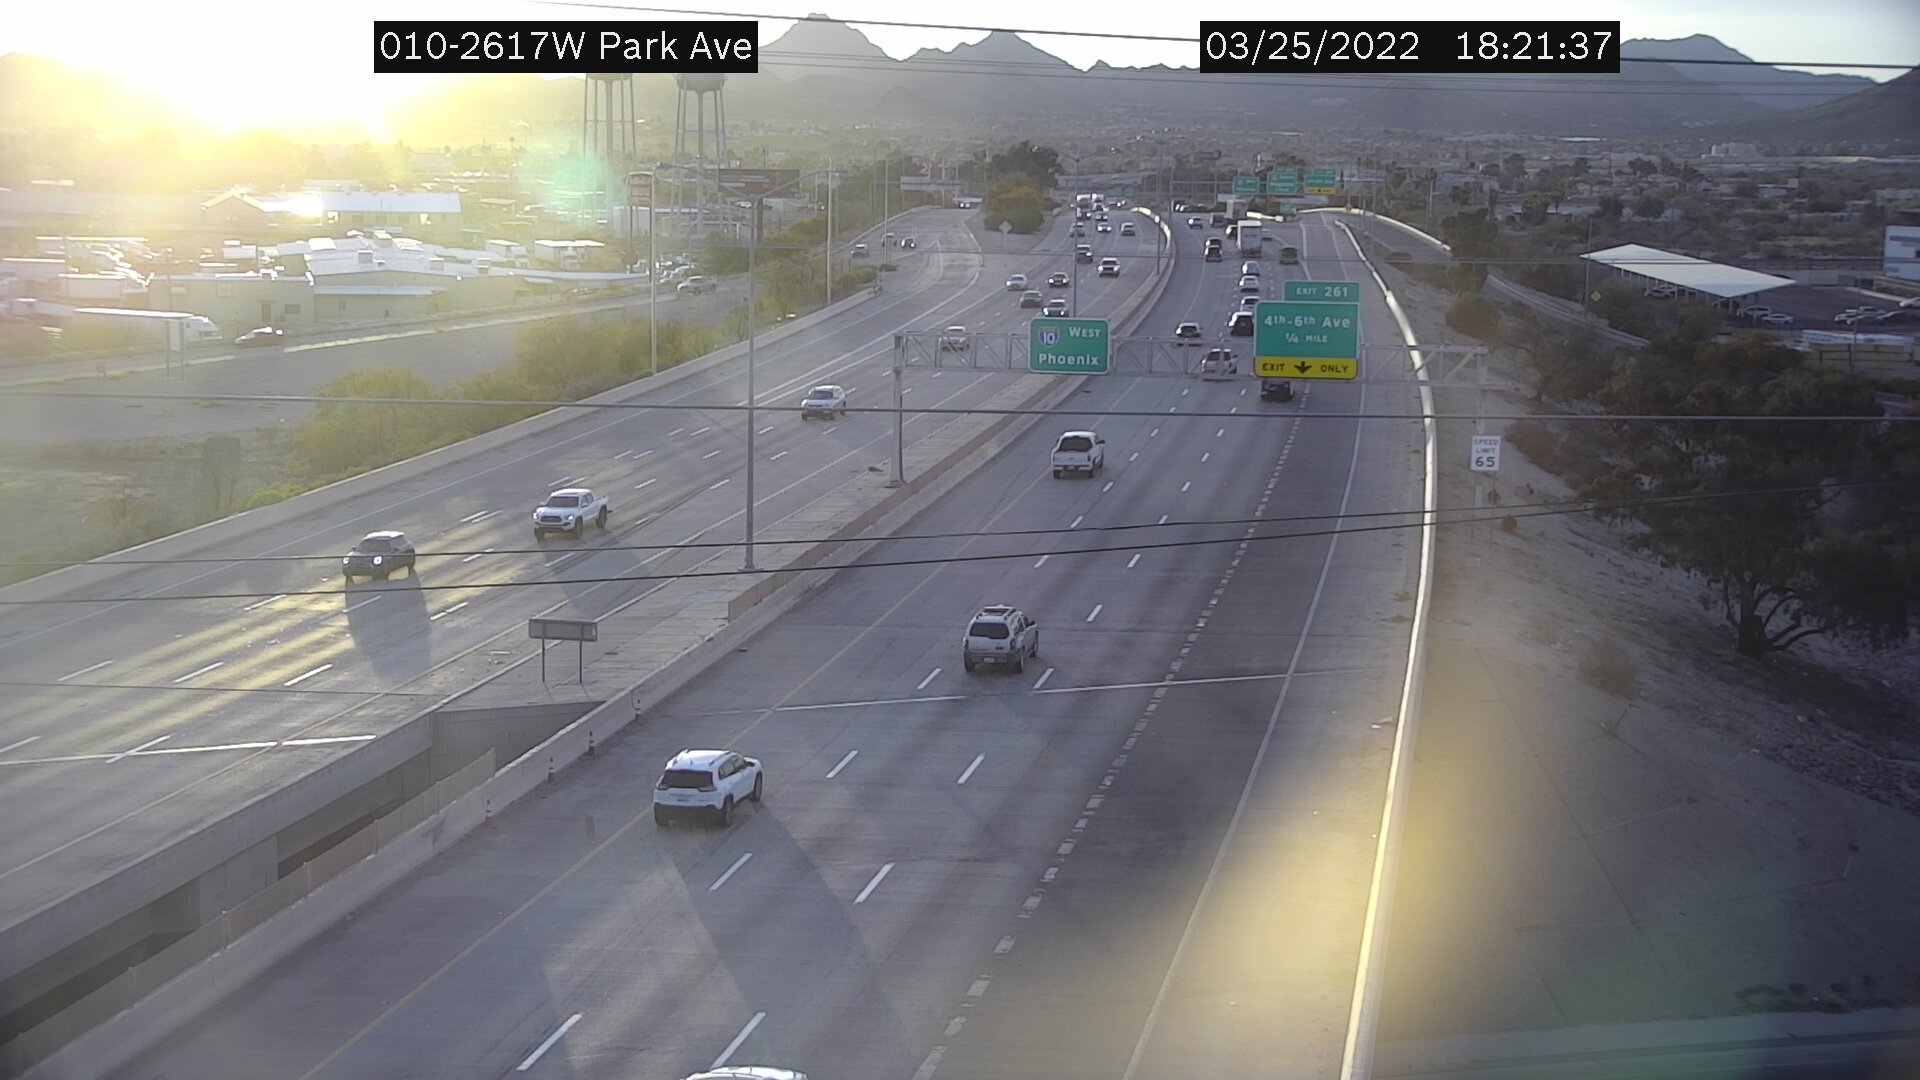 010-2617W Park Ave
03/25/2022 18:21:37
EXIT 261
10 WEST
Phoenix
4th-6th Ave
1/4 MILE
EXIT ONLY
SPEED
LIMIT
65